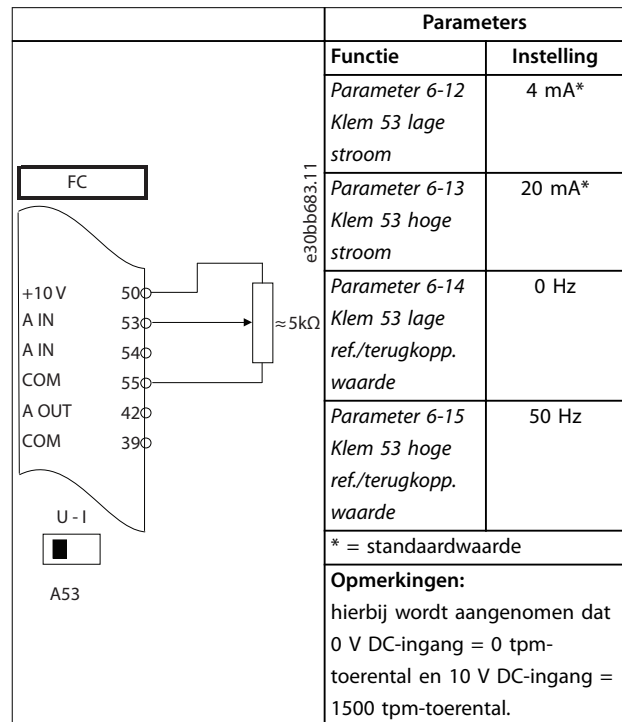 Parameters
Functie Instelling
Parameter 6-12 4 mA*
Klem 53 lage
stroom
Parameter 6-13 20 mA*
Klem 53 hoge
stroom
Parameter 6-14 0 Hz
Klem 53 lage
ref./terugkopp.
waarde
Parameter 6-15 50 Hz
Klem 53 hoge
ref./terugkopp.
waarde
* = standaardwaarde
Opmerkingen:
hierbij wordt aangenomen dat
0 V DC-ingang = 0 tpm-
toerental en 10 V DC-ingang =
1500 tpm-toerental.
FC
+10 V 50
A IN 53
A IN 54
COM 55
A OUT 42
COM 39
≈5kΩ
U - I
A53
e30bb683.11